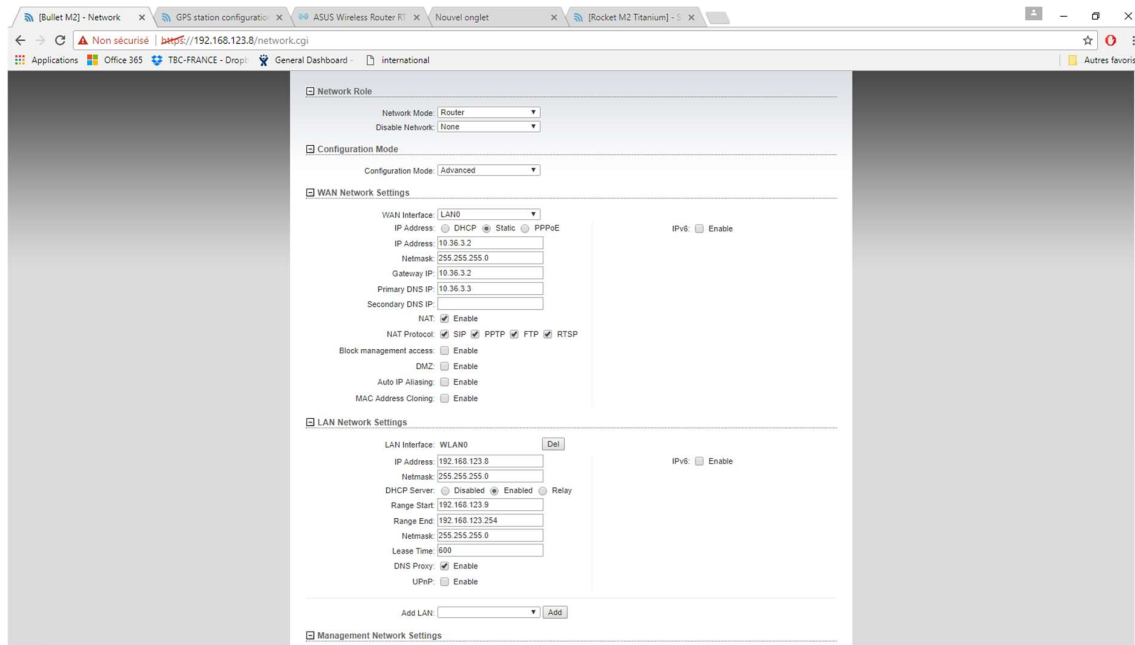 [Bullet M2] - Network
GPS station configuration
ASUS Wireless Router RT
Nouvel onglet
[Rocket M2 Titanium] - S
Non sécurisé | https://192.168.123.8/network.cgi
Applications Office 365 TBC-FRANCE - Dropb General Dashboard - international Autres favoris
Network Role
Network Mode: Router
Disable Network: None
Configuration Mode
Configuration Mode: Advanced
WAN Network Settings
WAN Interface: LAN0
IP Address: DHCP Static PPPoE IPv6: Enable
IP Address: 10.36.3.2
Netmask: 255.255.255.0
Gateway IP: 10.36.3.2
Primary DNS IP: 10.36.3.3
Secondary DNS IP:
NAT: Enable
NAT Protocol: SIP PPTP FTP RTSP
Block management access: Enable
DMZ: Enable
Auto IP Aliasing: Enable
MAC Address Cloning: Enable
LAN Network Settings
LAN Interface: WLAN0 Del
IP Address: 192.168.123.8 IPv6: Enable
Netmask: 255.255.255.0
DHCP Server: Disabled Enabled Relay
Range Start: 192.168.123.9
Range End: 192.168.123.254
Netmask: 255.255.255.0
Lease Time: 600
DNS Proxy: Enable
UPnP: Enable
Add LAN: Add
Management Network Settings